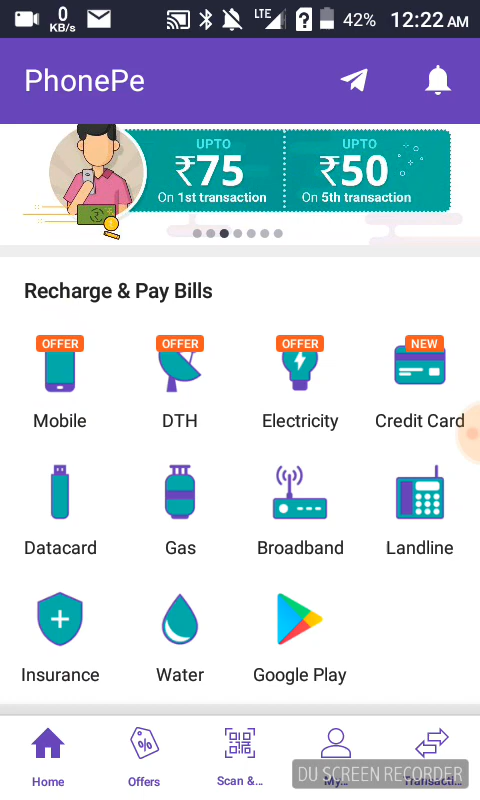 0
KB/s
LTE
42%
12:22 AM
PhonePe
UPTO
₹75
On 1st transaction
UPTO
₹50
On 5th transaction
Recharge & Pay Bills
OFFER
OFFER
OFFER
NEW
Mobile
DTH
Electricity
Credit Card
Datacard
Gas
Broadband
Landline
Insurance
Water
Google Play
Home
Offers
Scan &...
My...
Transacti...
DU SCREEN RECORDER